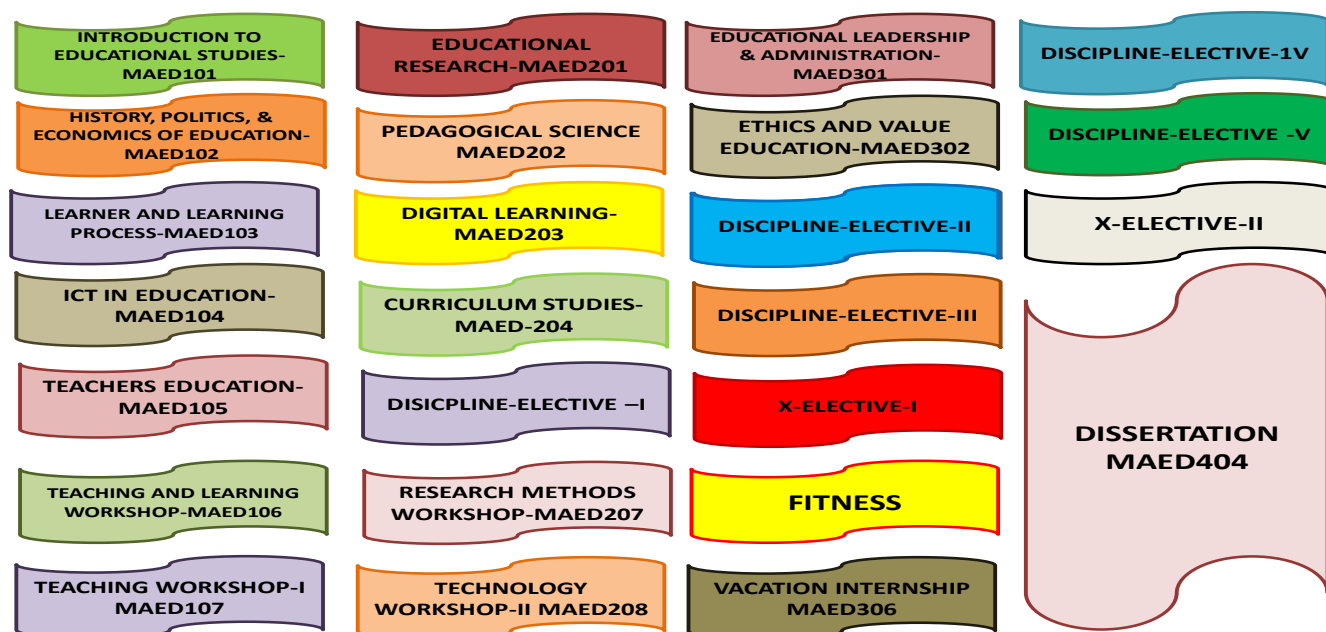 INTRODUCTION TO
EDUCATIONAL STUDIES-
MAED101
HISTORY, POLITICS, &
ECONOMICS OF EDUCATION-
MAED102
LEARNER AND LEARNING
PROCESS-MAED103
ICT IN EDUCATION-
MAED104
TEACHERS EDUCATION-
MAED105
TEACHING AND LEARNING
WORKSHOP-MAED106
TEACHING WORKSHOP-I
MAED107
EDUCATIONAL
RESEARCH-MAED201
PEDAGOGICAL SCIENCE
MAED202
DIGITAL LEARNING-
MAED203
CURRICULUM STUDIES-
MAED-204
DISICPLINE-ELECTIVE –I
RESEARCH METHODS
WORKSHOP-MAED207
TECHNOLOGY
WORKSHOP-II MAED208
EDUCATIONAL LEADERSHIP
& ADMINISTRATION-
MAED301
ETHICS AND VALUE
EDUCATION-MAED302
DISCIPLINE-ELECTIVE-II
DISCIPLINE-ELECTIVE-III
X-ELECTIVE-I
FITNESS
VACATION INTERNSHIP
MAED306
DISCIPLINE-ELECTIVE-1V
DISCIPLINE-ELECTIVE -V
X-ELECTIVE-II
DISSERTATION
MAED404